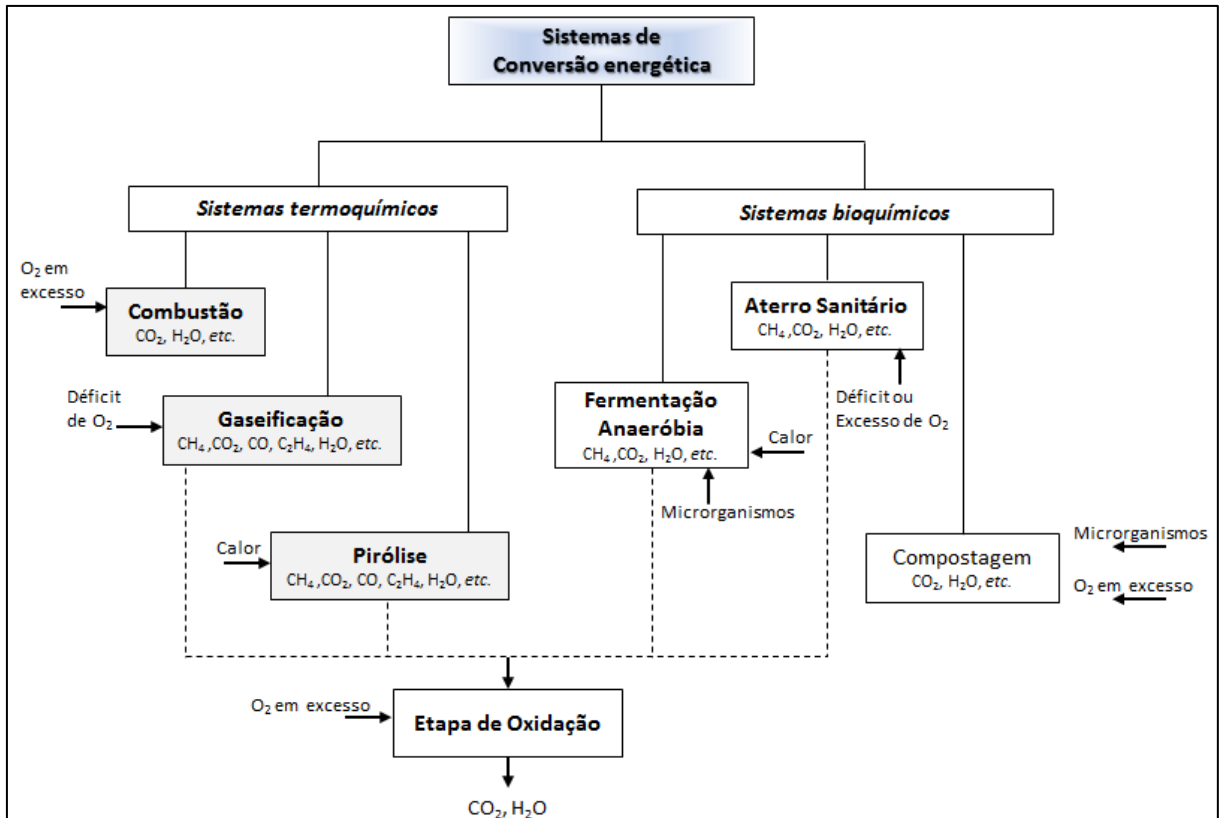 Sistemas de
Conversão energética
Sistemas termoquímicos
Sistemas bioquímicos
O₂ em
excesso
Combustão
CO₂, H₂O, etc.
Aterro Sanitário
CH₄ ,CO₂, H₂O, etc.
Déficit
de O₂
Gaseificação
CH₄ ,CO₂, CO, C₂H₄, H₂O, etc.
Fermentação
Anaeróbia
CH₄ ,CO₂, H₂O, etc.
Calor
Déficit ou
Excesso de O₂
Microrganismos
Calor
Pirólise
CH₄ ,CO₂, CO, C₂H₄, H₂O, etc.
Compostagem
CO₂, H₂O, etc.
Microrganismos
O₂ em excesso
O₂ em excesso
Etapa de Oxidação
CO₂, H₂O